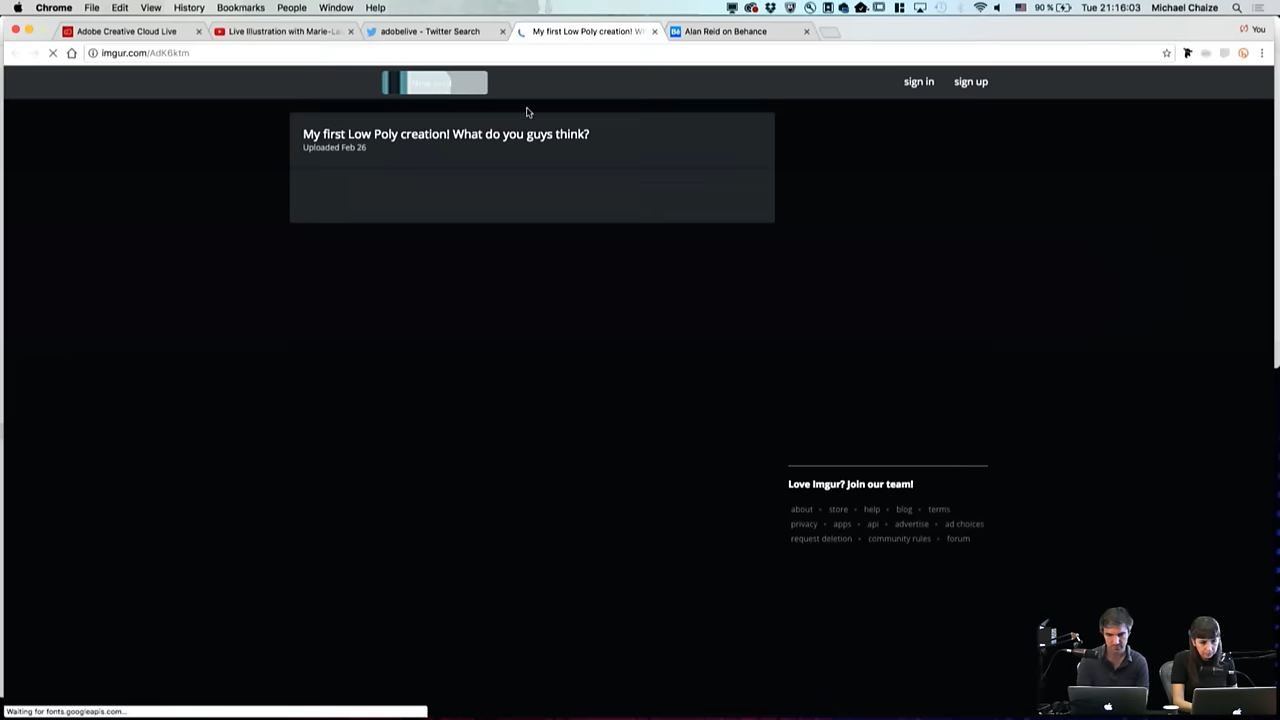 Chrome File Edit View History Bookmarks People Window Help 90 % Tue 21:16:03 Michael Chaize
Adobe Creative Cloud Live Live Illustration with Marie-La adobelive - Twitter Search My first Low Poly creation! W Alan Reid on Behance You
imgur.com/AdK6ktm
sign in sign up
My first Low Poly creation! What do you guys think?
Uploaded Feb 26
Love Imgur? Join our team!
about • store • help • blog • terms
privacy • apps • api • advertise • ad choices
request deletion • community rules • forum
Waiting for fonts.googleapis.com...